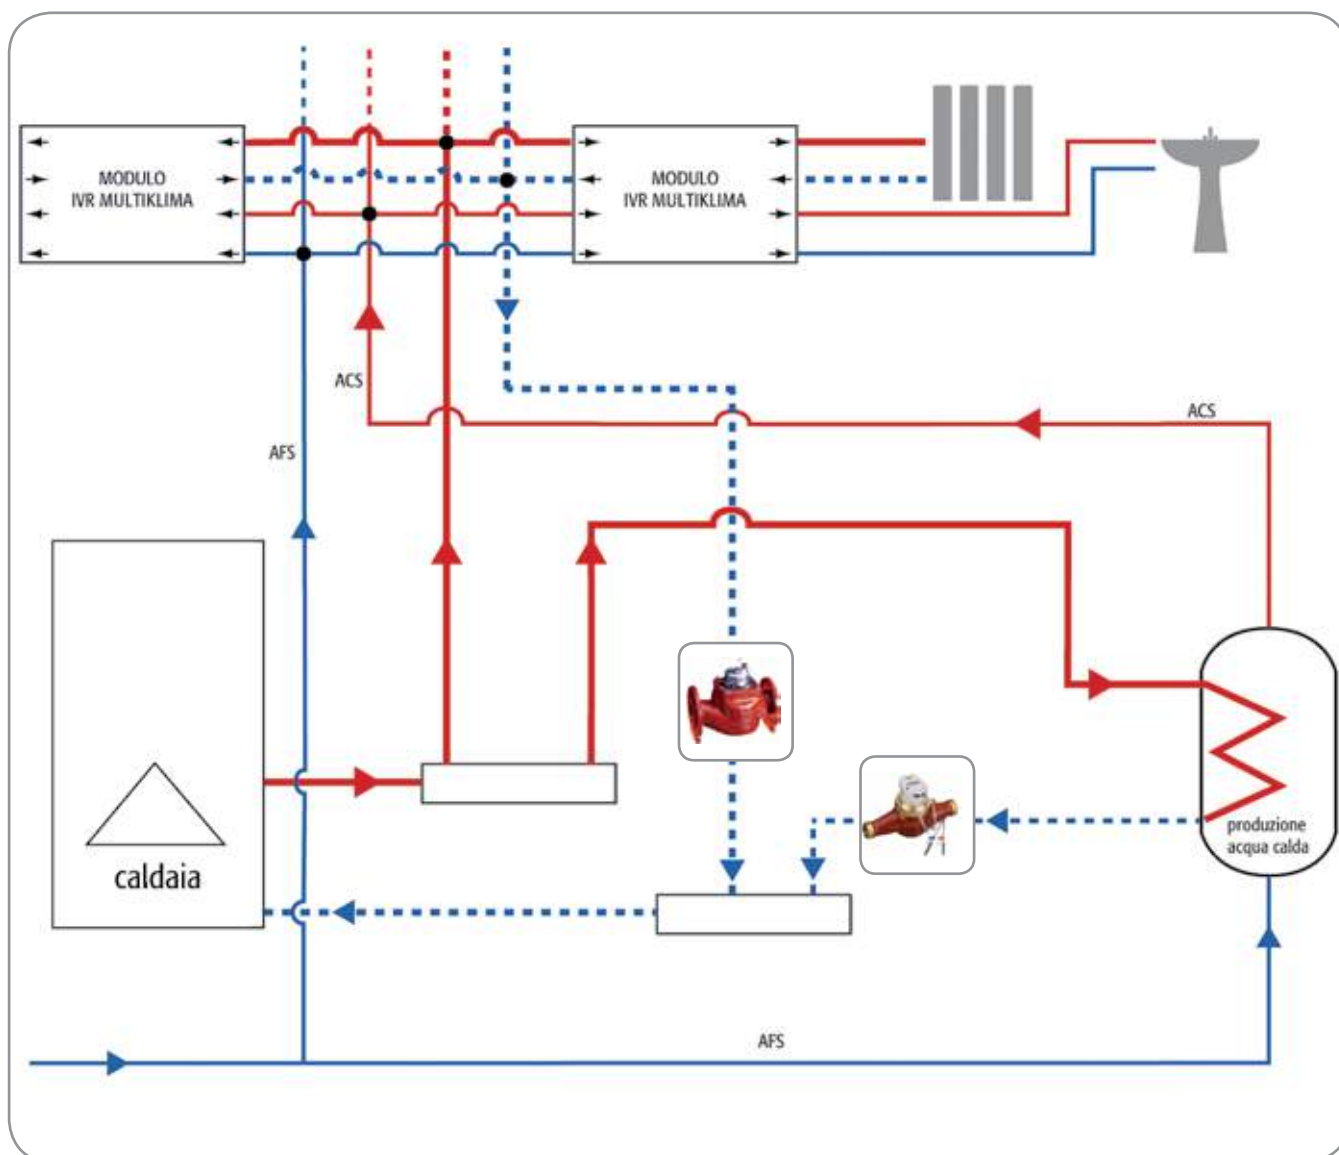 MODULO
IVR MULTIKLIMA
MODULO
IVR MULTIKLIMA
ACS
ACS
AFS
produzione
acqua calda
caldaia
AFS